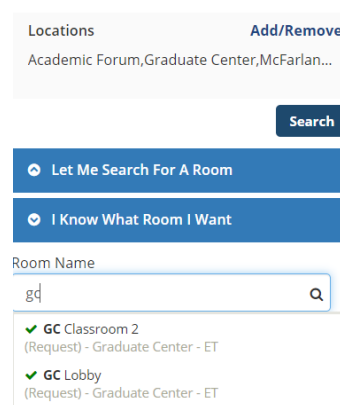 Locations Add/Remove
Academic Forum,Graduate Center,McFarlan...
Search
Let Me Search For A Room
I Know What Room I Want
Room Name
gc
GC Classroom 2
(Request) - Graduate Center - ET
GC Lobby
(Request) - Graduate Center - ET